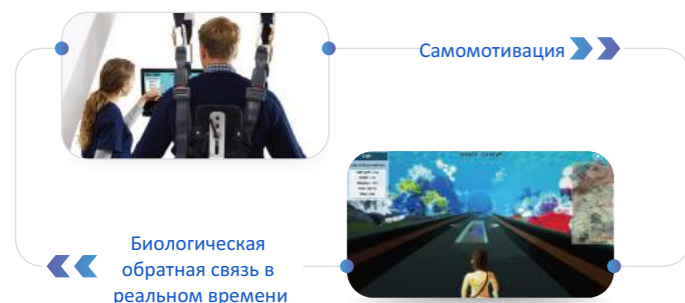 Самомотивация
Биологическая
обратная связь в
реальном времени